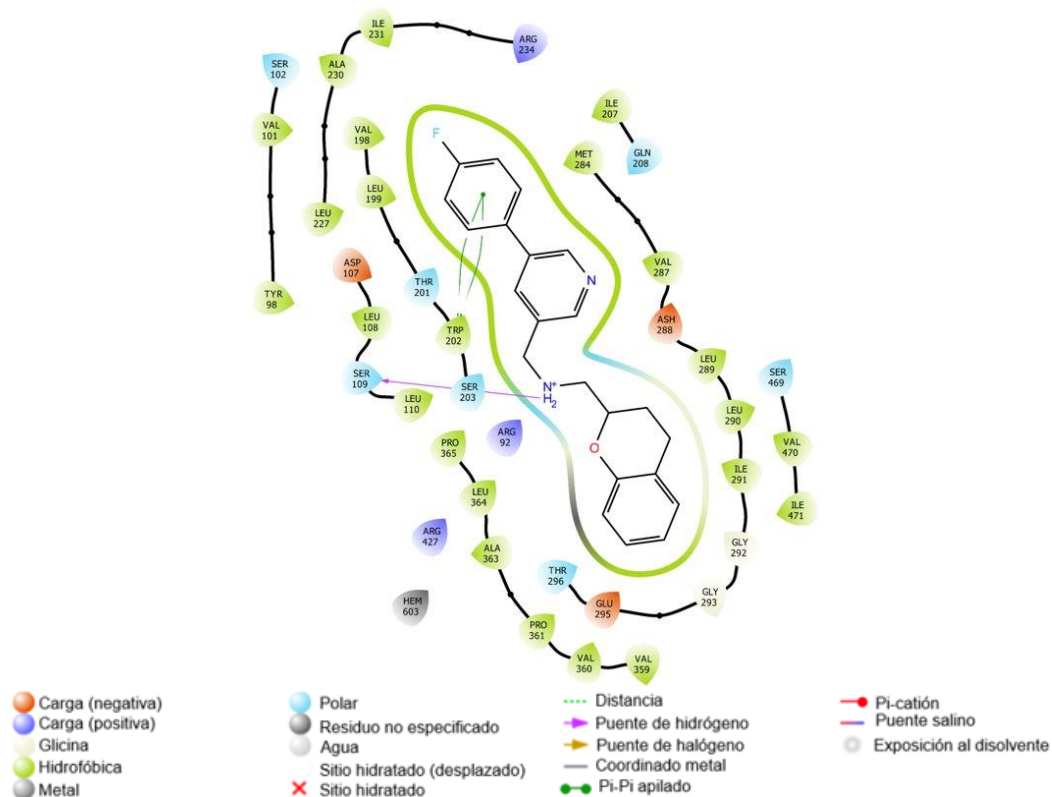 ILE
231
ARG
234
SER
102
ALA
230
ILE
207
VAL
101
VAL
198
F
GLN
208
MET
284
LEU
199
LEU
227
ASP
107
VAL
287
THR
201
N
TYR
98
LEU
108
TRP
202
ASH
288
LEU
289
SER
109
SER
203
N+
H2
SER
469
LEU
110
LEU
290
ARG
92
PRO
365
O
VAL
470
ILE
291
LEU
364
ILE
471
ARG
427
ALA
363
GLY
292
THR
296
HEM
603
GLU
295
GLY
293
PRO
361
VAL
360
VAL
359
Carga (negativa)
Carga (positiva)
Glicina
Hidrofóbica
Metal
Polar
Residuo no especificado
Agua
Sitio hidratado (desplazado)
Sitio hidratado
Distancia
Puente de hidrógeno
Puente de halógeno
Coordinado metal
Pi-Pi apilado
Pi-catión
Puente salino
Exposición al disolvente